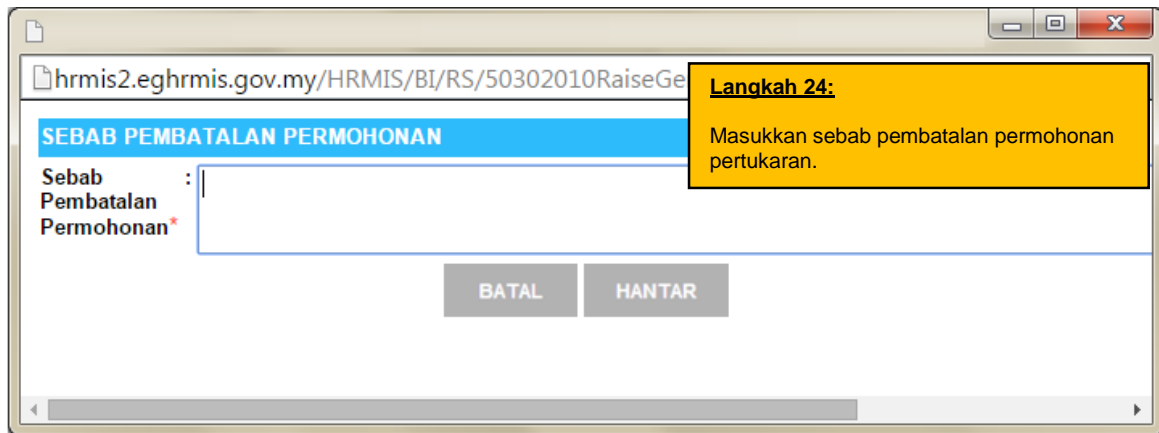 hrmis2.eghrmis.gov.my/HRMIS/BI/RS/50302010RaiseGe
Langkah 24:
Masukkan sebab pembatalan permohonan
pertukaran.
SEBAB PEMBATALAN PERMOHONAN
Sebab :
Pembatalan
Permohonan*
BATAL HANTAR